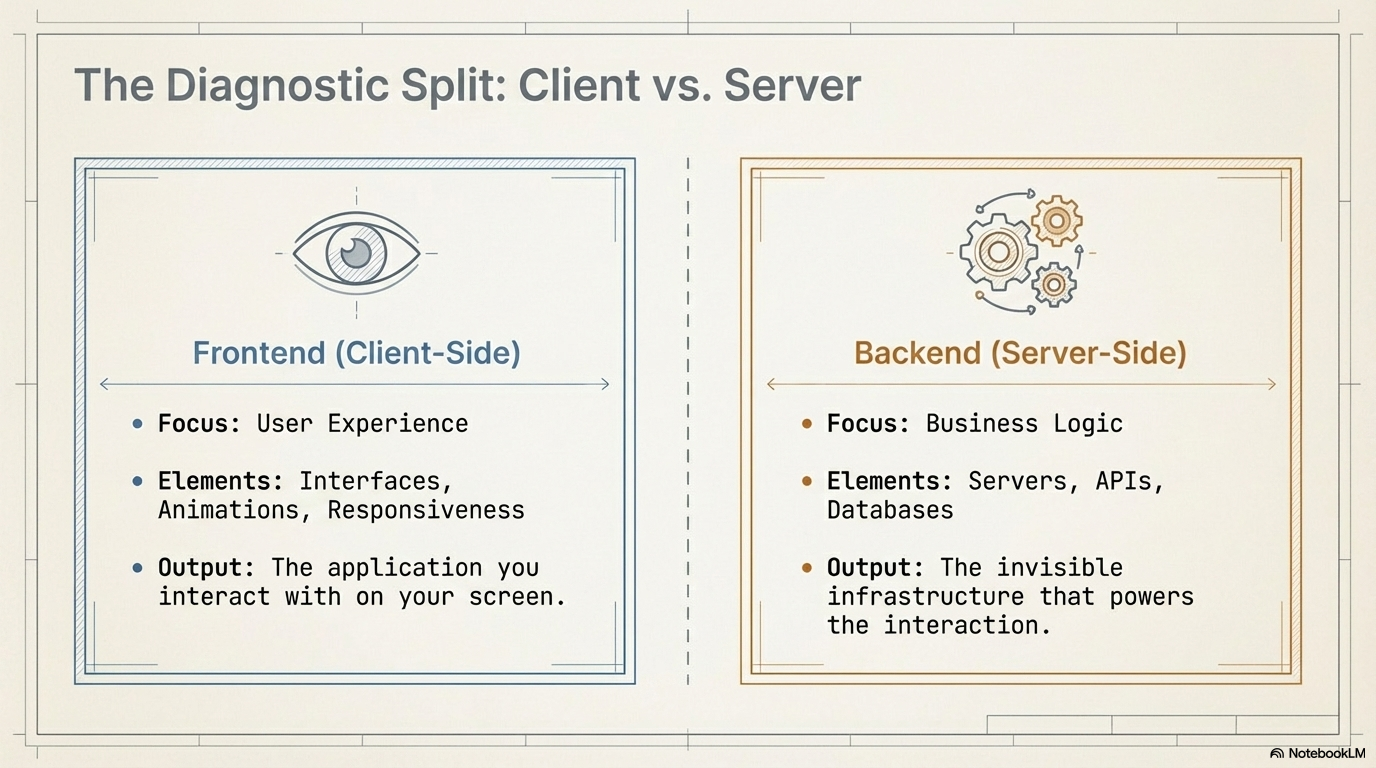 The Diagnostic Split: Client vs. Server
Frontend (Client-Side)
• Focus: User Experience
• Elements: Interfaces,
Animations, Responsiveness
• Output: The application you
interact with on your screen.
Backend (Server-Side)
• Focus: Business Logic
• Elements: Servers, APIs,
Databases
• Output: The invisible
infrastructure that powers
the interaction.
NotebookLM